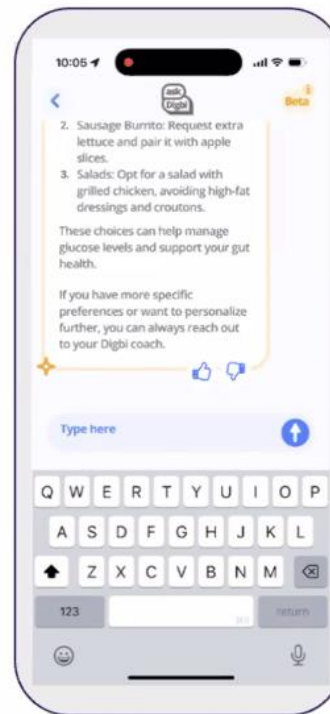 10:05
ask
Digbi
Beta
2. Sausage Burrito: Request extra
lettuce and pair it with apple
slices.
3. Salads: Opt for a salad with
grilled chicken, avoiding high-fat
dressings and croutons.
These choices can help manage
glucose levels and support your gut
health.
If you have more specific
preferences or want to personalize
further, you can always reach out
to your Digbi coach.
Type here
Q W E R T Y U I O P
A S D F G H J K L
Z X C V B N M
123 return